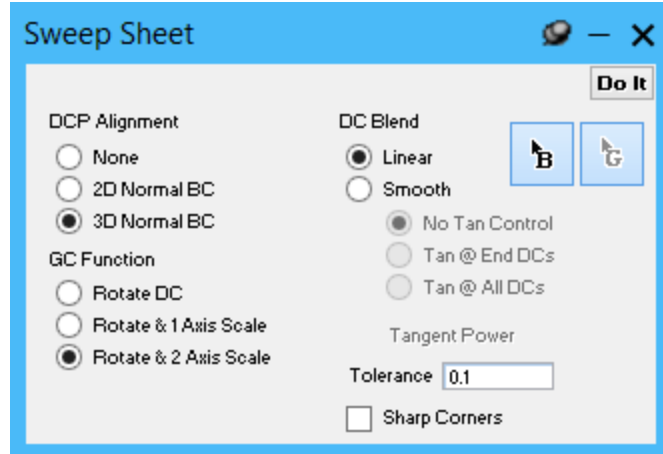 Sweep Sheet
Do It
DCP Alignment
None
2D Normal BC
3D Normal BC
GC Function
Rotate DC
Rotate & 1 Axis Scale
Rotate & 2 Axis Scale
DC Blend
Linear
Smooth
No Tan Control
Tan @ End DCs
Tan @ All DCs
Tangent Power
Tolerance 0.1
Sharp Corners
B
G